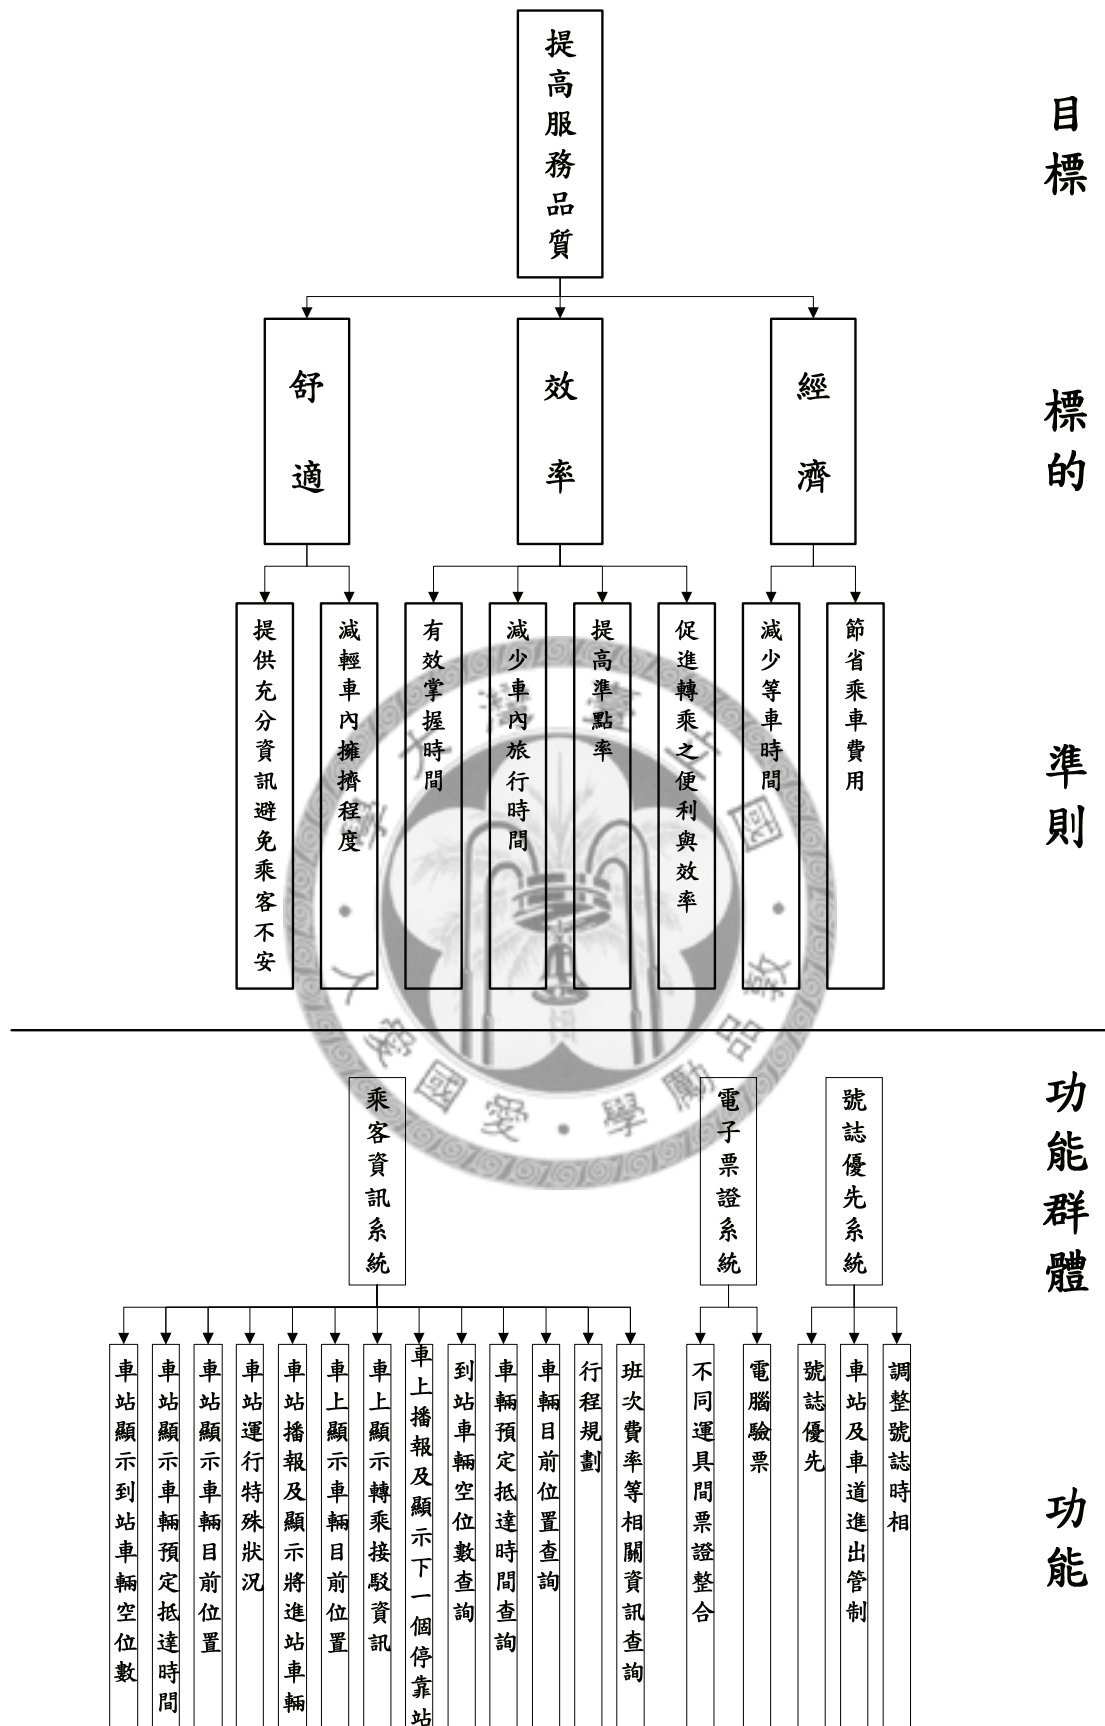 提高服務品質
目標
舒適
效率
經濟
標的
提供充分資訊避免乘客不安
減輕車內擁擠程度
有效掌握時間
減少車內旅行時間
提高準點率
促進轉乘之便利與效率
減少等車時間
節省乘車費用
準則
乘客資訊系統
電子票證系統
號誌優先系統
功能群體
車站顯示到站車輛空位數
車站顯示車輛預定抵達時間
車站顯示車輛目前位置
車站運行特殊狀況
車站播報及顯示將進站車輛
車上顯示車輛目前位置
車上顯示轉乘接駁資訊
車上播報及顯示下一個停靠站
到站車輛空位數查詢
車輛預定抵達時間查詢
車輛目前位置查詢
行程規劃
班次費率等相關資訊查詢
不同運具間票證整合
電腦驗票
號誌優先
車站及車道進出管制
調整號誌時相
功能